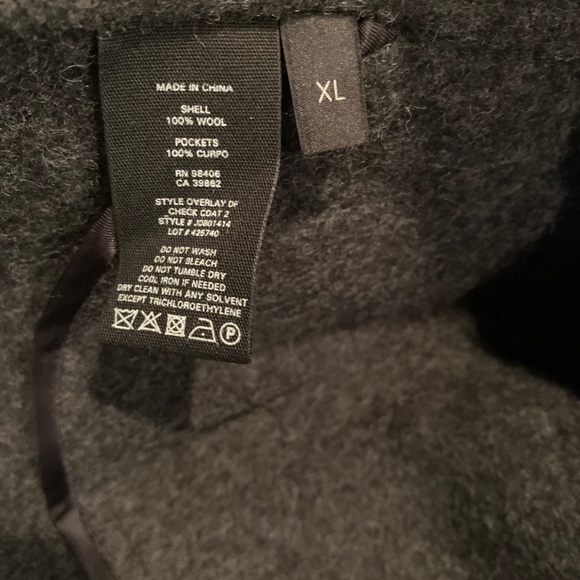 MADE IN CHINA
SHELL
100% WOOL
POCKETS
100% CUPRO
RN 98406
CA 39882
STYLE OVERLAY DF
CHECK COAT 2
STYLE # J0801414
LOT # 425740
DO NOT WASH
DO NOT BLEACH
DO NOT TUMBLE DRY
COOL IRON IF NEEDED
DRY CLEAN WITH ANY SOLVENT
EXCEPT TRICHLOROETHYLENE
P
XL